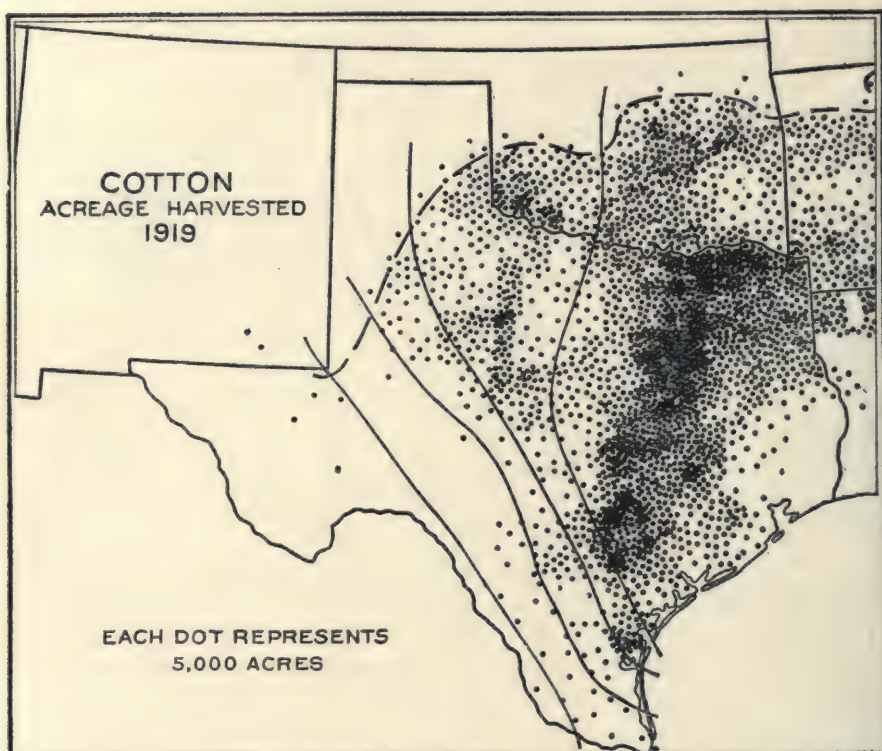 COTTON
ACREAGE HARVESTED
1919
EACH DOT REPRESENTS
5,000 ACRES